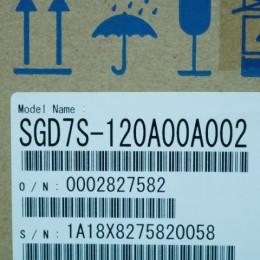 Model Name :
SGD7S-120A00A002
O / N : 0002827582
S / N : 1A18X8275820058